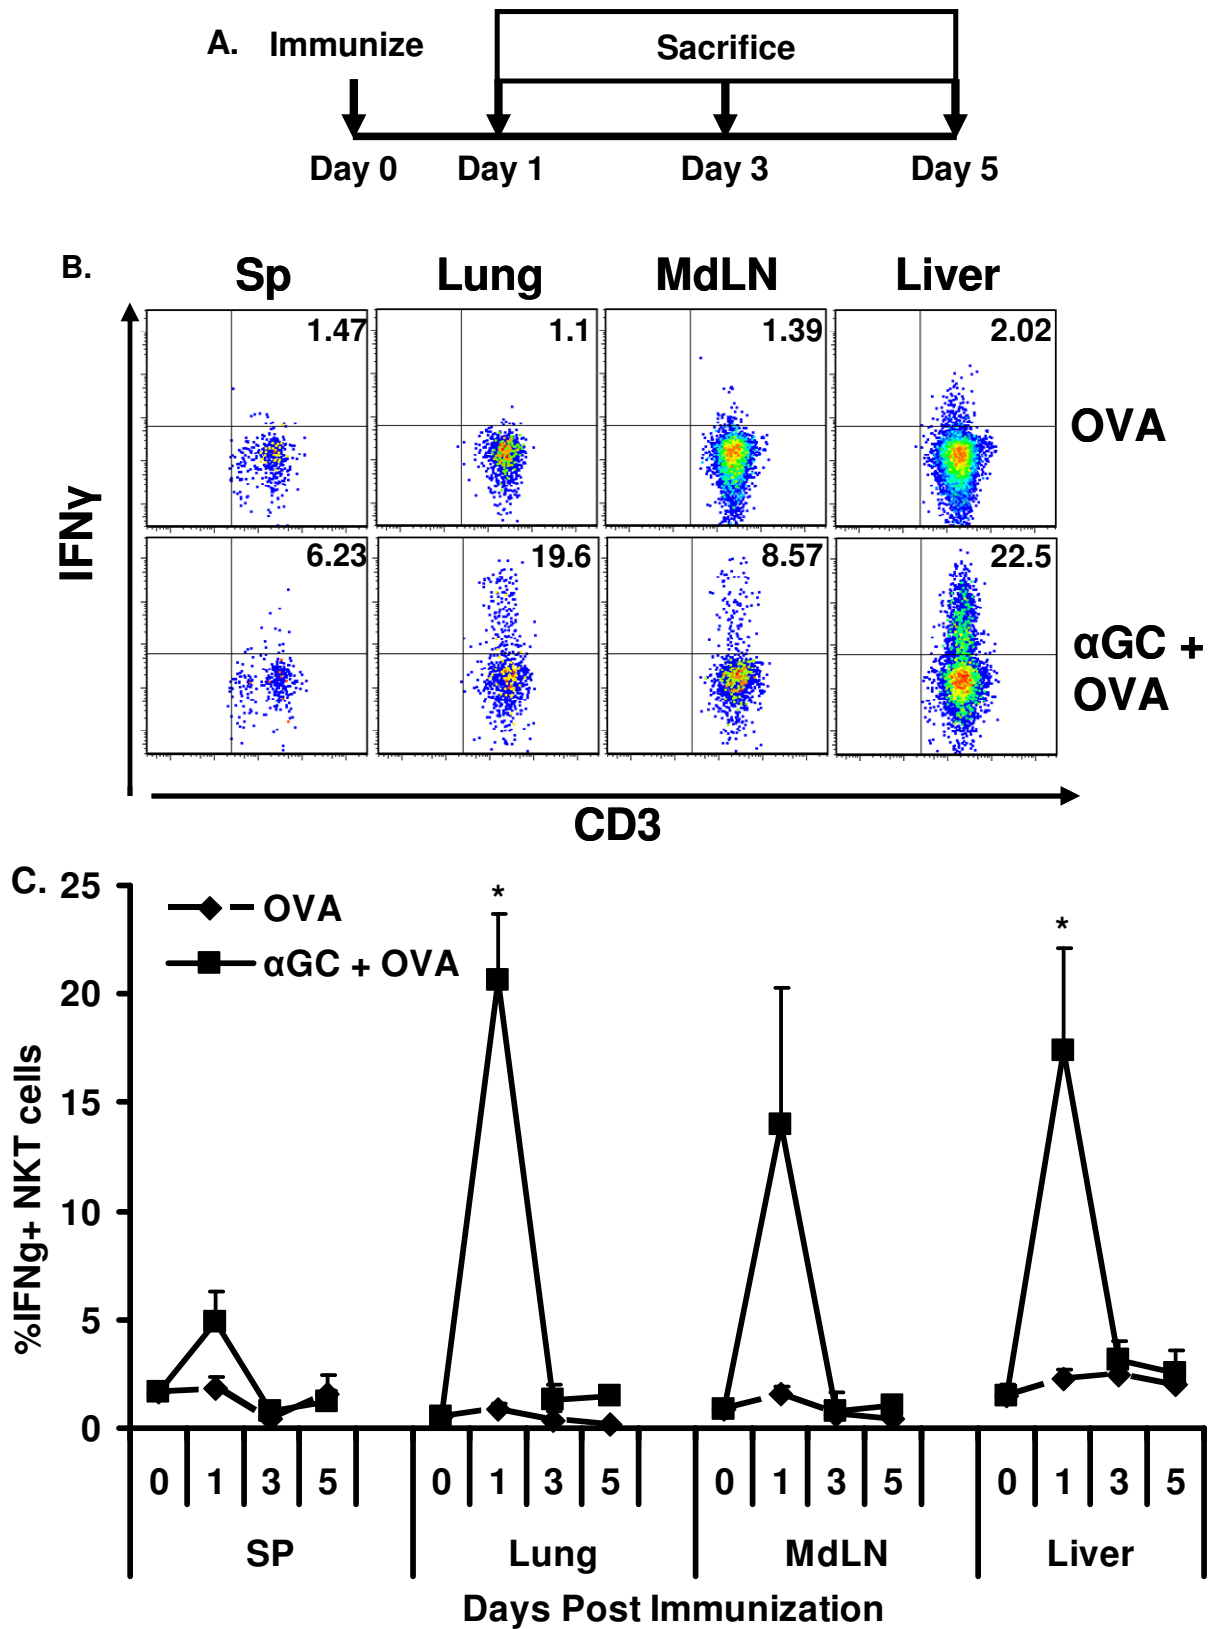 A. Immunize Sacrifice
Day 0 Day 1 Day 3 Day 5
B. Sp Lung MdLN Liver
1.47 1.1 1.39 2.02
OVA
IFNγ
6.23 19.6 8.57 22.5
αGC +
OVA
CD3
C. 25
*
OVA
*
αGC + OVA
20
%IFNg+ NKT cells
15
10
5
0
0 1 3 5 0 1 3 5 0 1 3 5 0 1 3 5
SP Lung MdLN Liver
Days Post Immunization